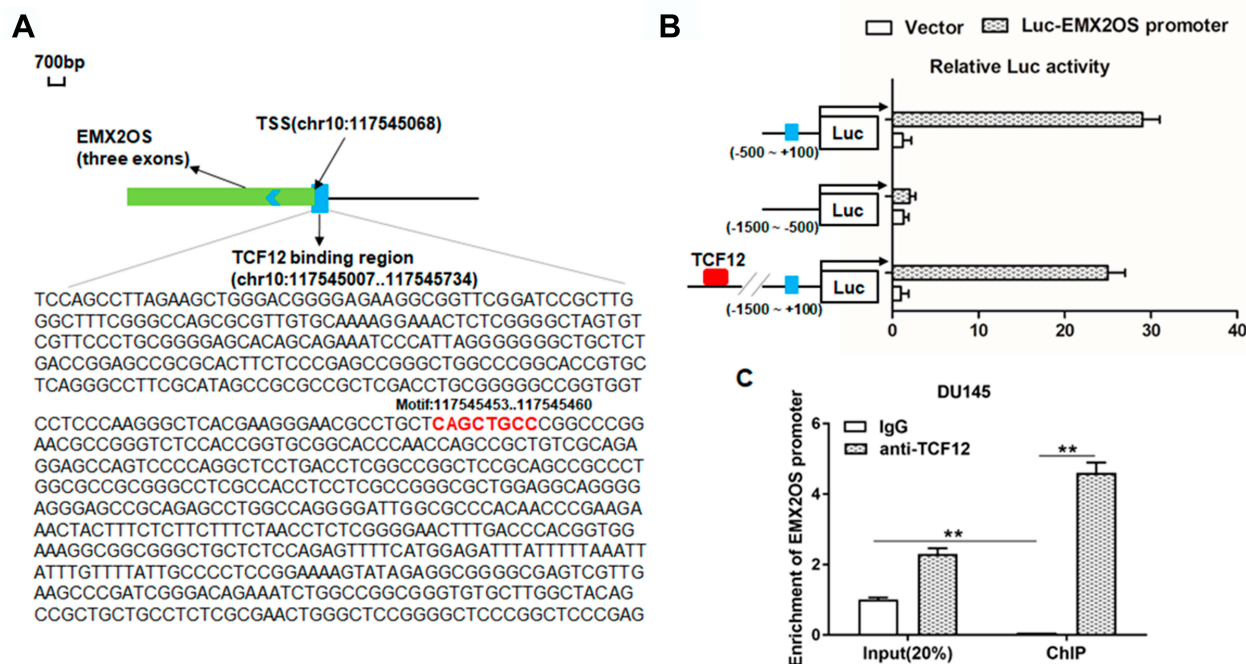 A
700bp
TSS(chr10:117545068)
EMX2OS
(three exons)
TCF12 binding region
(chr10:117545007..117545734)
TCCAGCCTTAGAAGCTGGGACGGGGAGAAGGCGGTTCGGATCCGCTTG
GGCTTTCGGGCCAGCGCGTTGTGCAAAAGGAAACTCTCGGGGCTAGTGT
CGTTCCCTGCGGGGAGCACAGCAGAAATCCCATTAGGGGGGGCTGCTCT
GACCGGAGCCGCGCACTTCTCCCGAGCCGGGCTGGCCCGGCACCGTGC
TCAGGGCCTTCGCATAGCCGCGCCGCTCGACCTGCGGGGGCCGGTGGT
Motif:117545453..117545460
CCTCCCAAGGGCTCACGAAGGGAACGCCTGCTCAGCTGCCCGGCCCGG
AACGCCGGGTCTCCACCGGTGCGGCACCCAACCAGCCGCTGTCGCAGA
GGAGCCAGTCCCCAGGCTCCTGACCTCGGCCGGCTCCGCAGCCGCCCT
GGCGCCGCGGGCCTCGCCACCTCCTCGCCGGGCGCTGGAGGCAGGGG
AGGGAGCCGCAGAGCCTGGCCAGGGGATTGGCGCCCACAACCCGAAGA
AACTACTTTCTCTTCTTTCTAACCTCTCGGGGAACTTTGACCCACGGTGG
AAAGGCGGCGGGCTGCTCTCCAGAGTTTTCATGGAGATTTATTTTTAAATT
ATTTGTTTTATTGCCCCTCCGGAAAAGTATAGAGGCGGGGCGAGTCGTTG
AAGCCCGATCGGGACAGAAATCTGGCCGGCGGGTGTGCTTGGCTACAG
CCGCTGCTGCCTCTCGCGAACTGGGCTCCGGGGCTCCCGGCTCCCGAG
B
Vector
Luc-EMX2OS promoter
Relative Luc activity
Luc
(-500 ~ +100)
Luc
(-1500 ~ -500)
TCF12
Luc
(-1500 ~ +100)
0 10 20 30 40
C
DU145
IgG
anti-TCF12
**
**
Enrichment of EMX2OS promoter
6
4
2
0
Input(20%)
ChIP